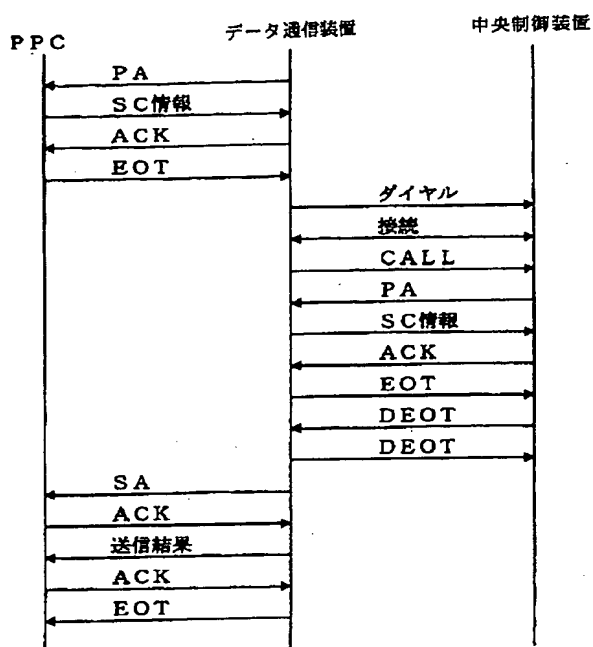 PPC
データ通信装置
中央制御装置
PA
SC情報
ACK
EOT
ダイヤル
接続
CALL
PA
SC情報
ACK
EOT
DEOT
DEOT
SA
ACK
送信結果
ACK
EOT